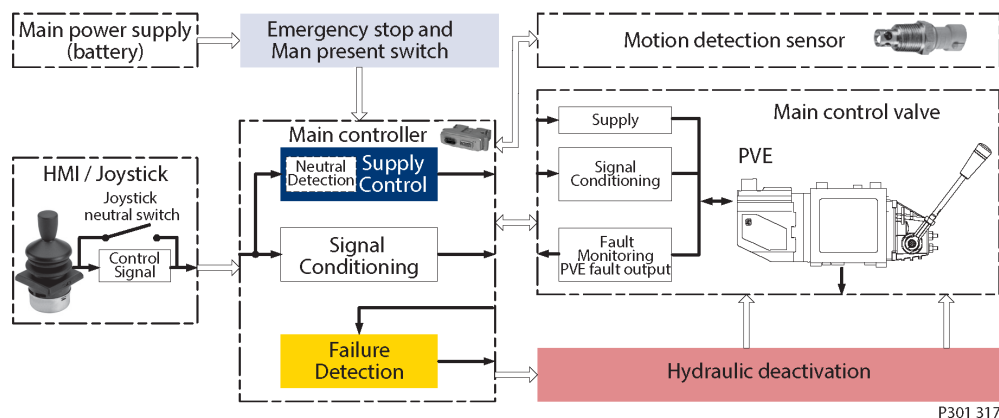 Main power supply
(battery)
Emergency stop and
Man present switch
Motion detection sensor
Main controller
Neutral
Detection
Supply
Control
Signal
Conditioning
Failure
Detection
HMI / Joystick
Joystick
neutral switch
Control
Signal
Main control valve
Supply
Signal
Conditioning
Fault
Monitoring
PVE fault output
PVE
Hydraulic deactivation
P301 317